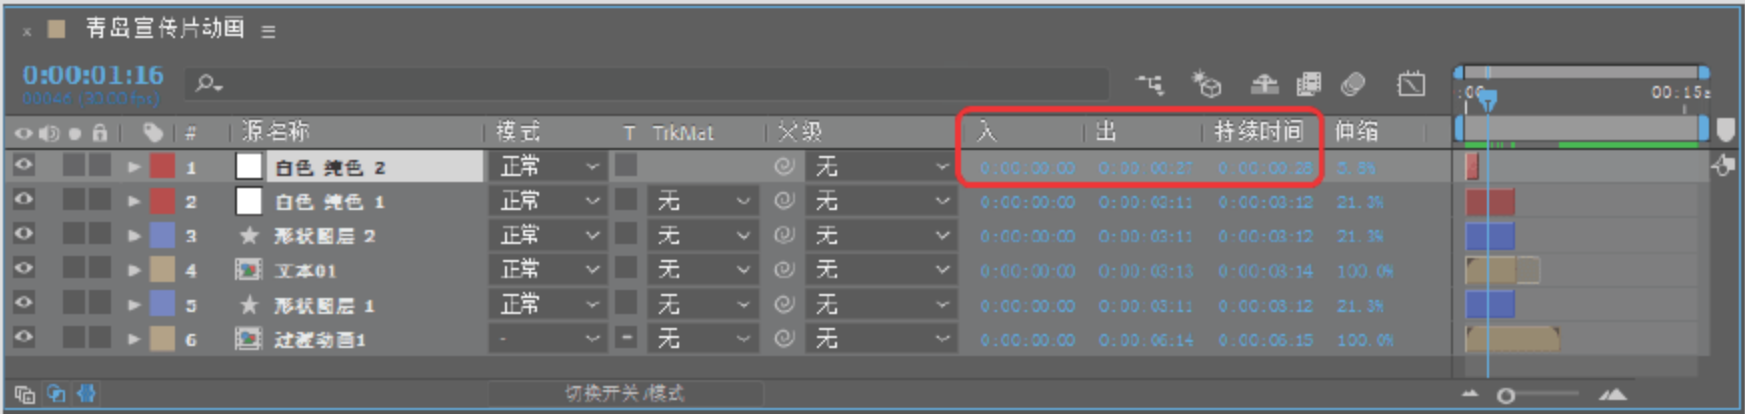 × 青岛宣传片动画 ≡
0:00:01:16
00046 (30.00 fps)
:00 00:15s
# 源名称 模式 T TrkMat 父级 入 出 持续时间 伸缩
1 白色 纯色 2 正常 无 0:00:00:00 0:00:00:27 0:00:00:28 5.8%
2 白色 纯色 1 正常 无 无 0:00:00:00 0:00:03:11 0:00:03:12 21.3%
3 形状图层 2 正常 无 无 0:00:00:00 0:00:03:11 0:00:03:12 21.3%
4 文本01 正常 无 无 0:00:00:00 0:00:03:13 0:00:03:14 100.0%
5 形状图层 1 正常 无 无 0:00:00:00 0:00:03:11 0:00:03:12 21.3%
6 过渡动画1 - 无 无 0:00:00:00 0:00:06:14 0:00:06:15 100.0%
切换开关/模式